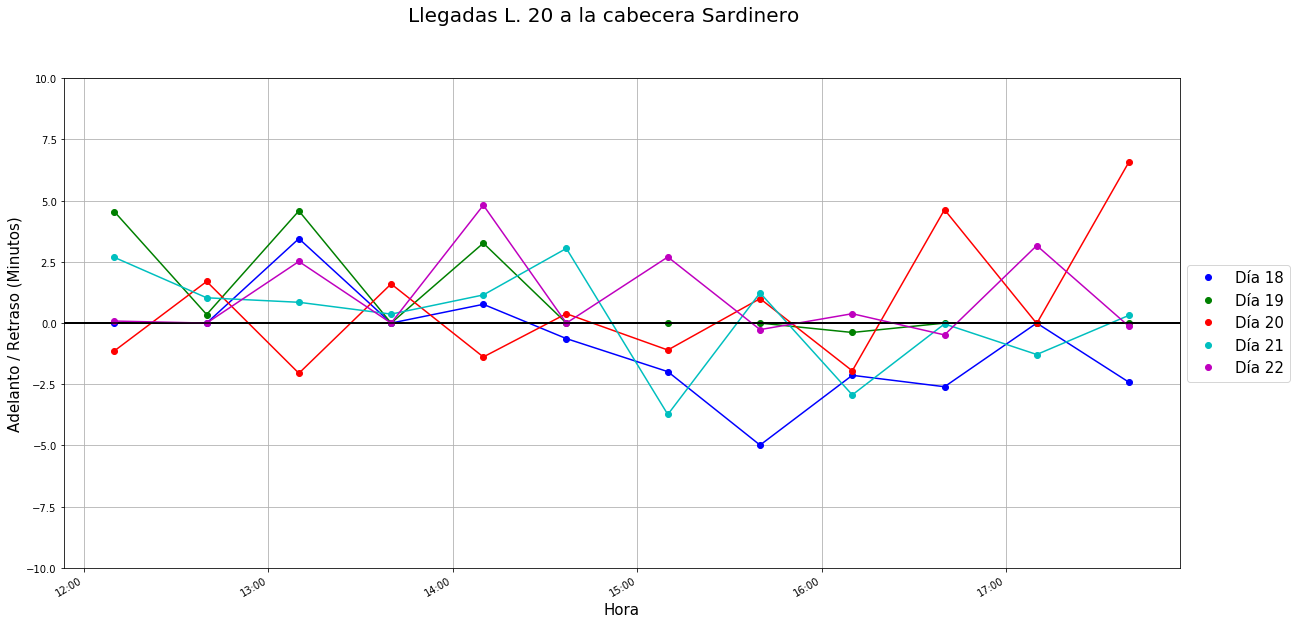 Llegadas L. 20 a la cabecera Sardinero
Adelanto / Retraso (Minutos)
10.0
7.5
5.0
2.5
0.0
−2.5
−5.0
−7.5
−10.0
12:00
13:00
14:00
15:00
16:00
17:00
Hora
Día 18
Día 19
Día 20
Día 21
Día 22